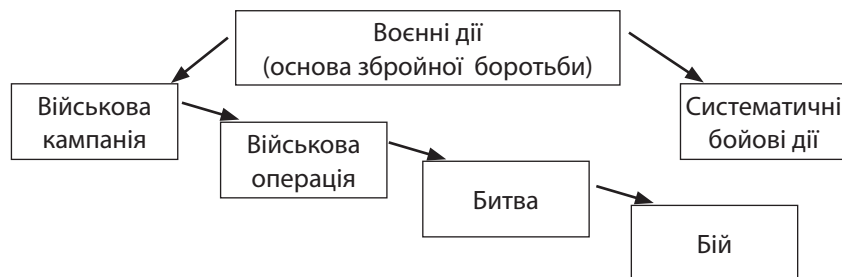 Воєнні дії
(основа збройної боротьби)
Військова
кампанія
Систематичні
бойові дії
Військова
операція
Битва
Бій